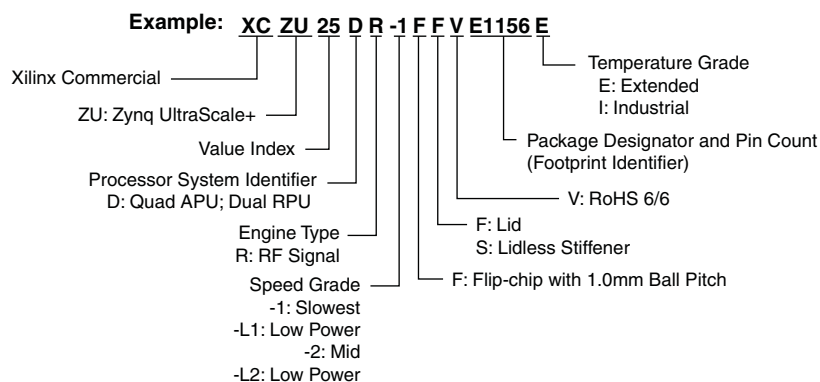 Example: XC ZU 25 D R -1 F F V E1156 E
Xilinx Commercial
ZU: Zynq UltraScale+
Value Index
Processor System Identifier
D: Quad APU; Dual RPU
Engine Type
R: RF Signal
Speed Grade
-1: Slowest
-L1: Low Power
-2: Mid
-L2: Low Power
Temperature Grade
E: Extended
I: Industrial
Package Designator and Pin Count
(Footprint Identifier)
V: RoHS 6/6
F: Lid
S: Lidless Stiffener
F: Flip-chip with 1.0mm Ball Pitch